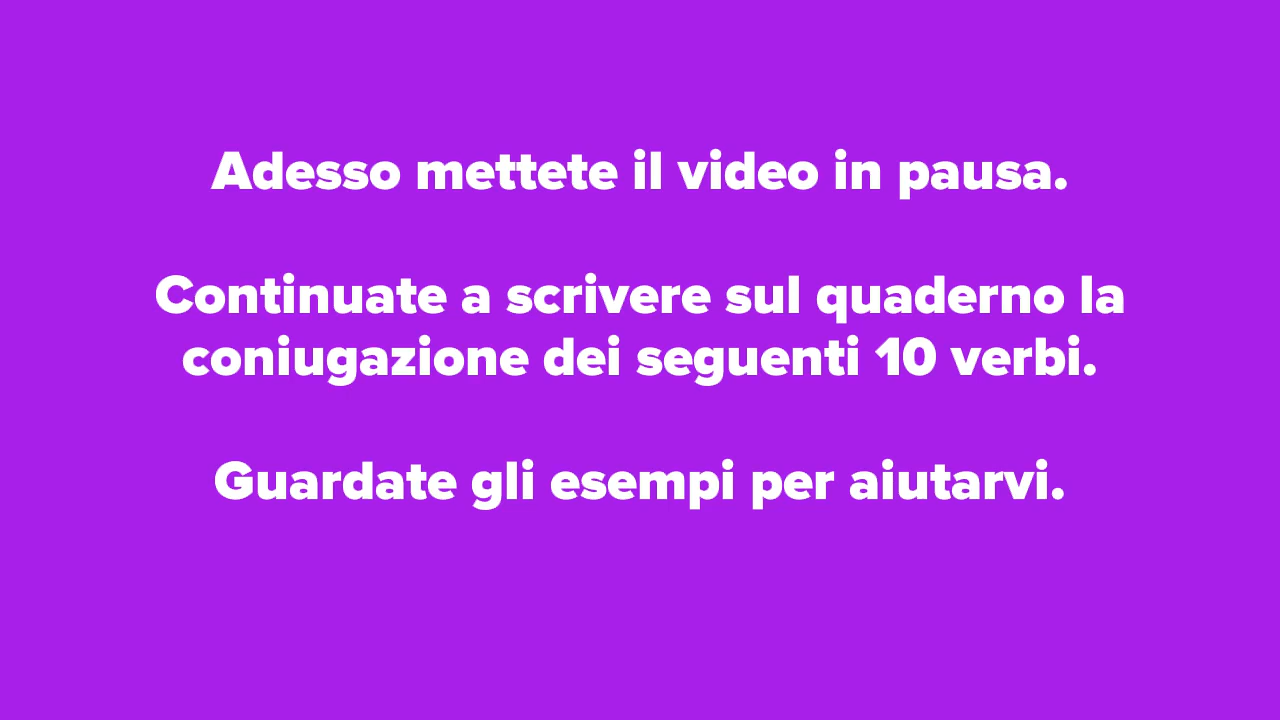 Adesso mettete il video in pausa.
Continuate a scrivere sul quaderno la
coniugazione dei seguenti 10 verbi.
Guardate gli esempi per aiutarvi.